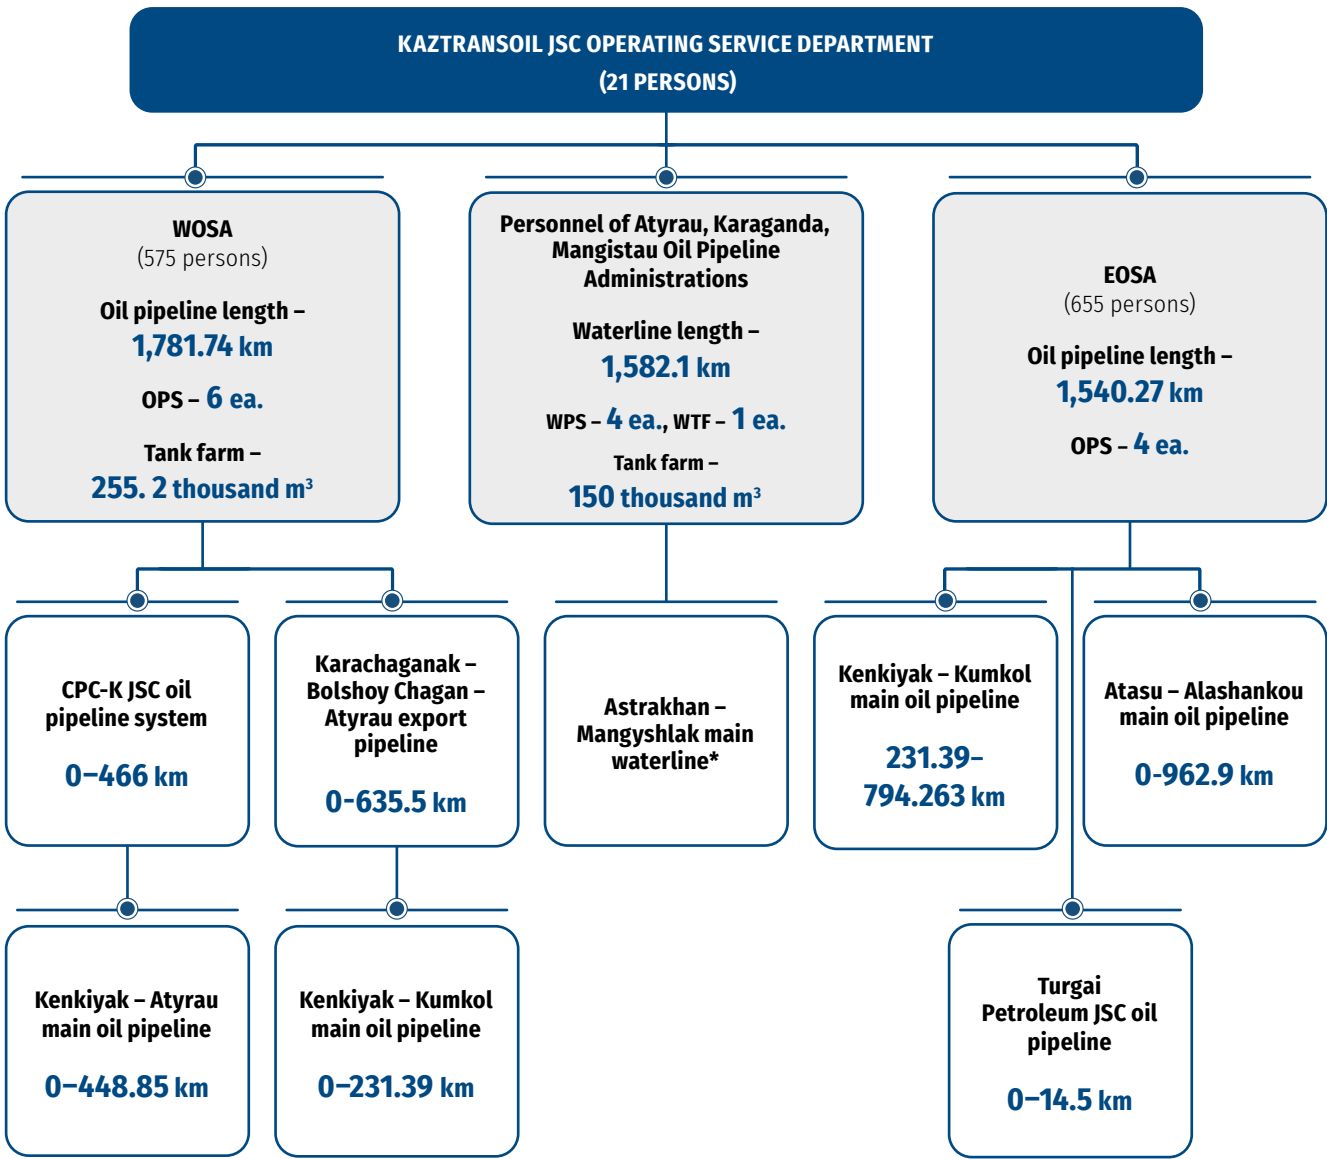 KAZTRANSOIL JSC OPERATING SERVICE DEPARTMENT
(21 PERSONS)
WOSA
(575 persons)
Oil pipeline length –
1,781.74 km
OPS – 6 ea.
Tank farm –
255. 2 thousand m³
Personnel of Atyrau, Karaganda,
Mangistau Oil Pipeline
Administrations
Waterline length –
1,582.1 km
WPS – 4 ea., WTF – 1 ea.
Tank farm –
150 thousand m³
EOSA
(655 persons)
Oil pipeline length –
1,540.27 km
OPS – 4 ea.
CPC-K JSC oil
pipeline system
0–466 km
Karachaganak –
Bolshoy Chagan –
Atyrau export
pipeline
0-635.5 km
Astrakhan –
Mangyshlak main
waterline*
Kenkiyak – Kumkol
main oil pipeline
231.39–
794.263 km
Atasu – Alashankou
main oil pipeline
0-962.9 km
Kenkiyak – Atyrau
main oil pipeline
0–448.85 km
Kenkiyak – Kumkol
main oil pipeline
0–231.39 km
Turgai
Petroleum JSC oil
pipeline
0–14.5 km